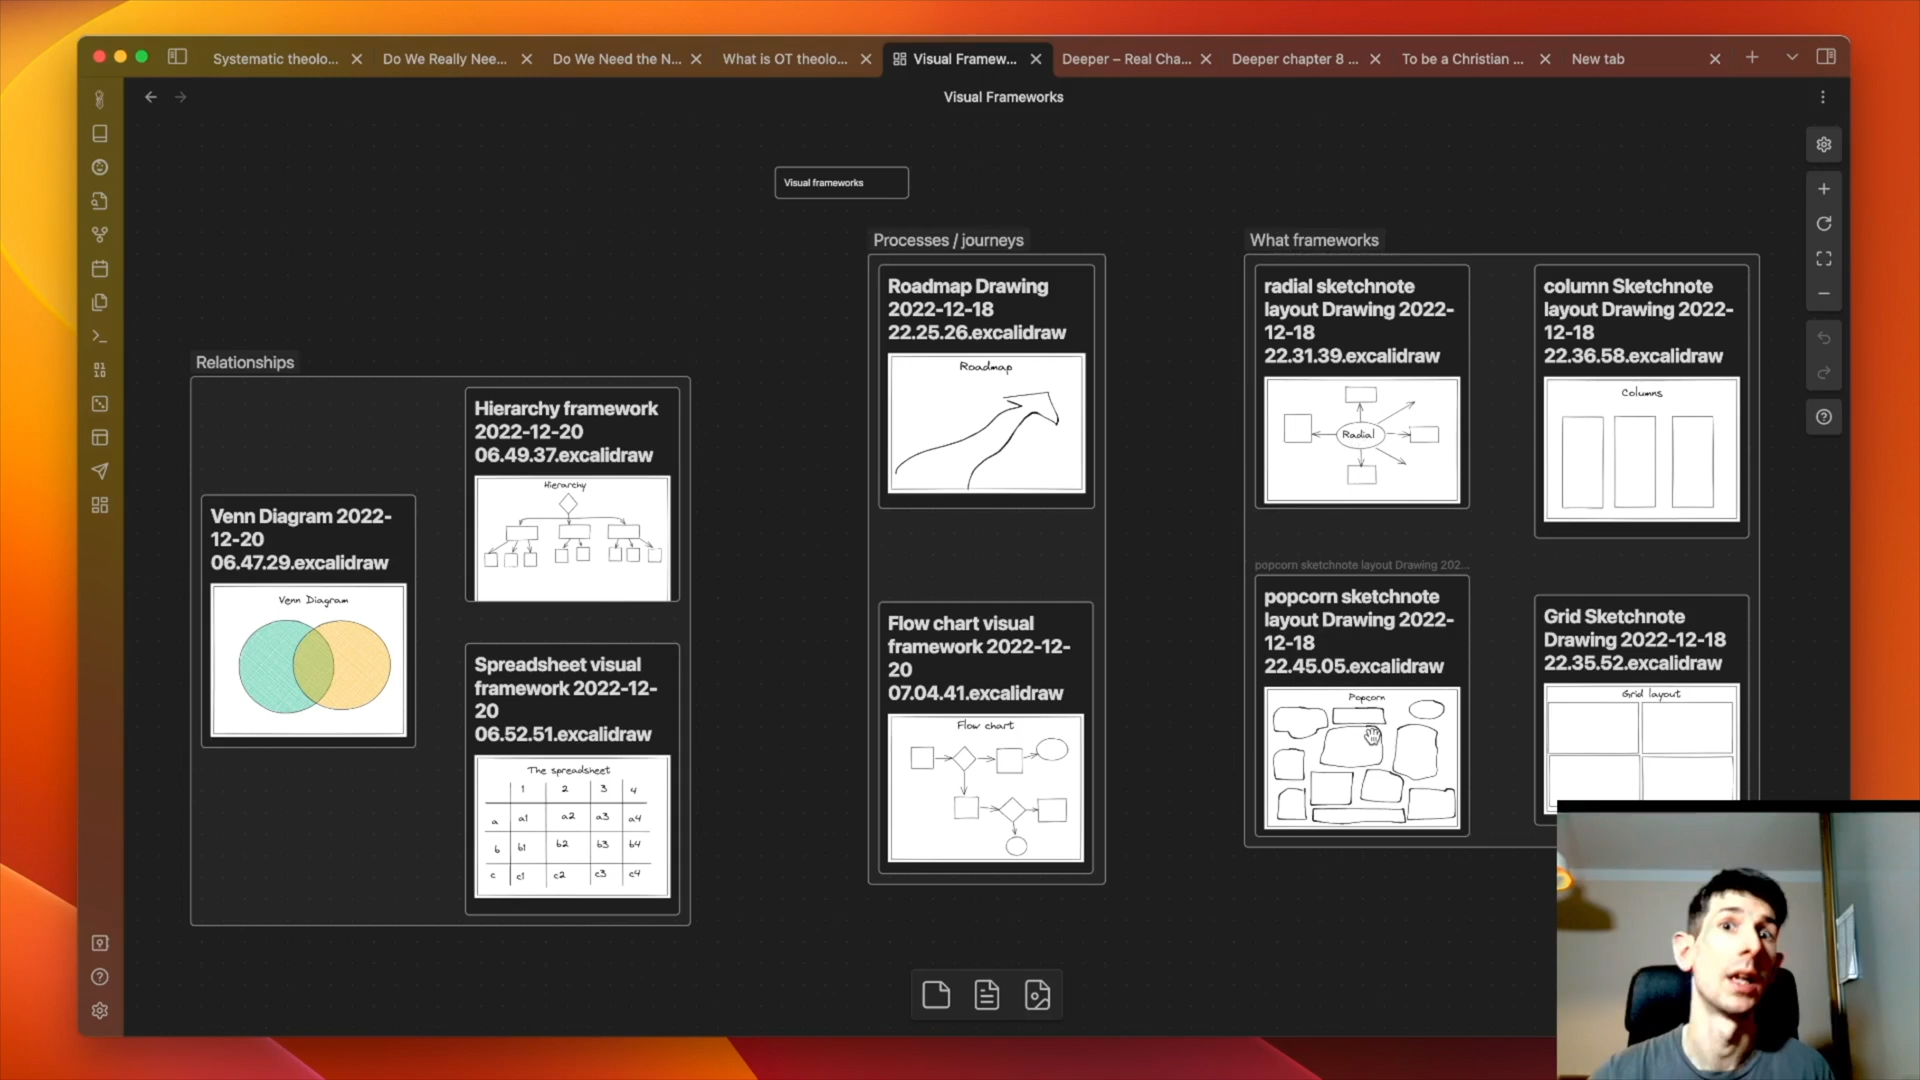 Systematic theolo...
Do We Really Nee...
Do We Need the N...
What is OT theolo...
Visual Framew...
Deeper – Real Cha...
Deeper chapter 8 ...
To be a Christian ...
New tab
Visual Frameworks
Visual frameworks
Relationships
Venn Diagram 2022-
12-20
06.47.29.excalidraw
Venn Diagram
Hierarchy framework
2022-12-20
06.49.37.excalidraw
Hierarchy
Spreadsheet visual
framework 2022-12-
20
06.52.51.excalidraw
The spreadsheet
1 2 3 4
a a1 a2 a3 a4
b b1 b2 b3 b4
c c1 c2 c3 c4
Processes / journeys
Roadmap Drawing
2022-12-18
22.25.26.excalidraw
Roadmap
Flow chart visual
framework 2022-12-
20
07.04.41.excalidraw
Flow chart
What frameworks
radial sketchnote
layout Drawing 2022-
12-18
22.31.39.excalidraw
Radial
column Sketchnote
layout Drawing 2022-
12-18
22.36.58.excalidraw
Columns
popcorn sketchnote layout Drawing 202...
popcorn sketchnote
layout Drawing 2022-
12-18
22.45.05.excalidraw
Popcorn
Grid Sketchnote
Drawing 2022-12-18
22.35.52.excalidraw
Grid layout